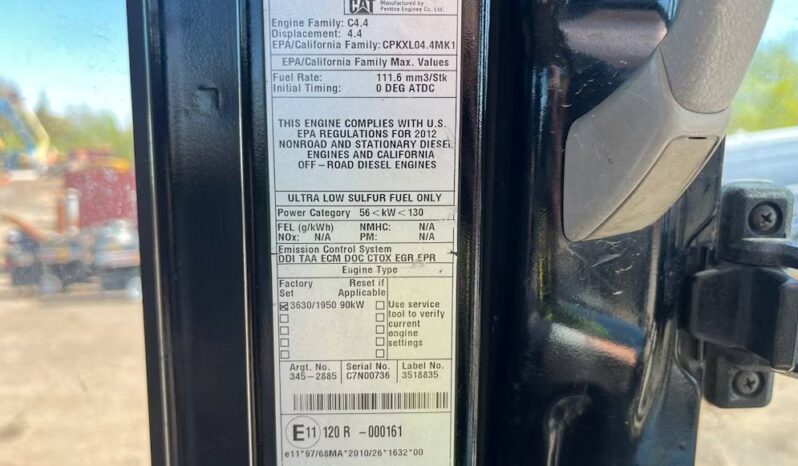 CAT
Manufactured by
Perkins Engines Co. Ltd.
Engine Family: C4.4
Displacement: 4.4
EPA/California Family: CPKXL04.4MK1
EPA/California Family Max. Values
Fuel Rate: 111.6 mm3/Stk
Initial Timing: 0 DEG ATDC
THIS ENGINE COMPLIES WITH U.S.
EPA REGULATIONS FOR 2012
NONROAD AND STATIONARY DIESEL
ENGINES AND CALIFORNIA
OFF-ROAD DIESEL ENGINES
ULTRA LOW SULFUR FUEL ONLY
Power Category 56<kW<130
FEL (g/kWh) NMHC: N/A
NOx: N/A PM: N/A
Emission Control System
DDI TAA ECM DOC CTOX EGR EPR
Engine Type
Factory Reset if
Set Applicable
3630/1950 90kW Use service
tool to verify
current
engine
settings
Argt. No. Serial No. Label No.
345-2885 C7N00736 3518835
E11 120 R -000161
e11*97/68MA*2010/26*1632*00